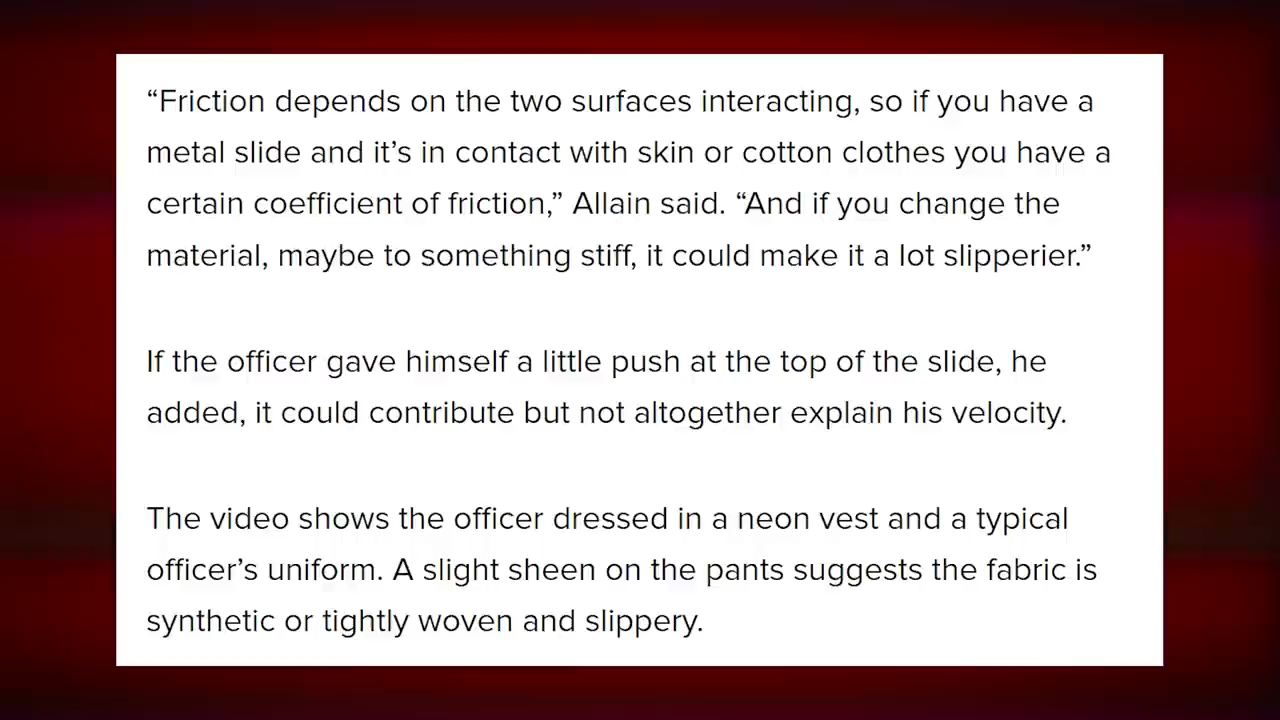 “Friction depends on the two surfaces interacting, so if you have a
metal slide and it’s in contact with skin or cotton clothes you have a
certain coefficient of friction,” Allain said. “And if you change the
material, maybe to something stiff, it could make it a lot slipperier.”
If the officer gave himself a little push at the top of the slide, he
added, it could contribute but not altogether explain his velocity.
The video shows the officer dressed in a neon vest and a typical
officer’s uniform. A slight sheen on the pants suggests the fabric is
synthetic or tightly woven and slippery.